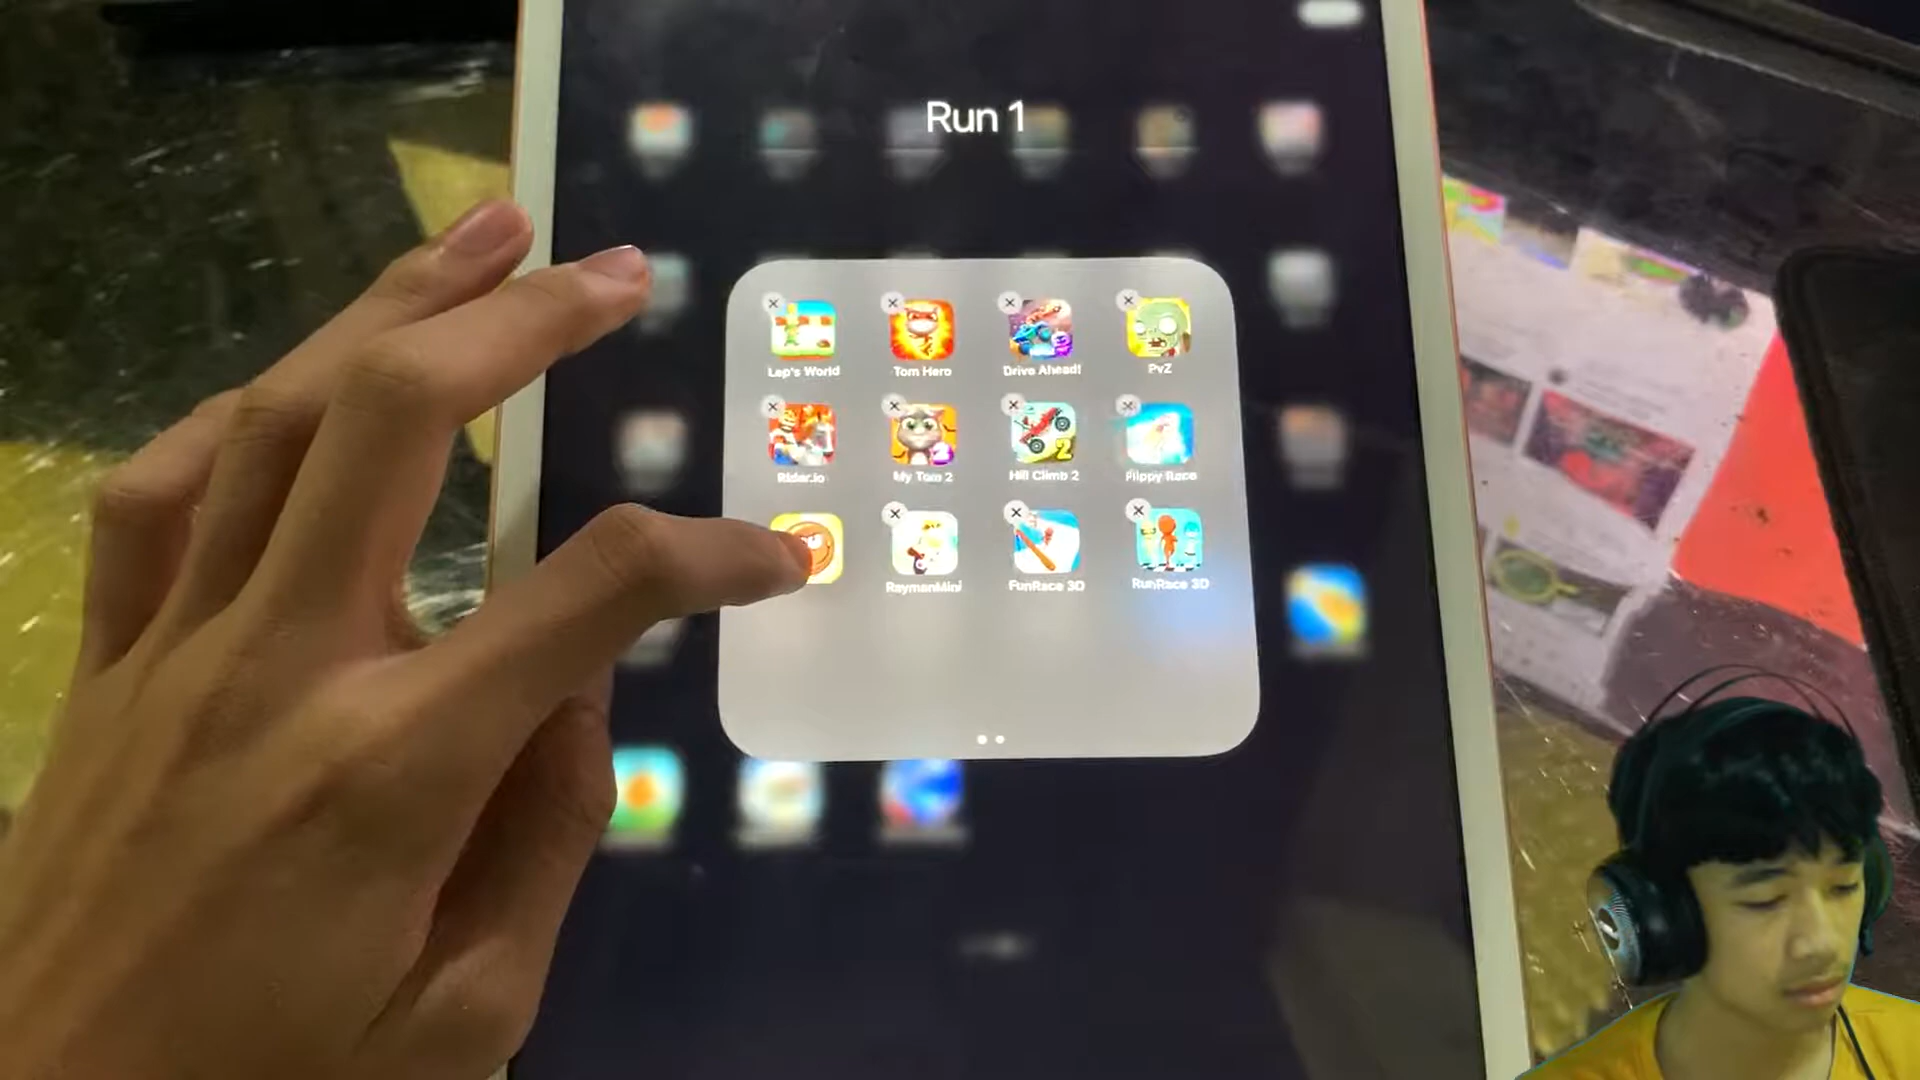 Run 1
Lep's World
Tom Hero
Drive Ahead!
PvZ
Rider.io
My Tom 2
Hill Climb 2
Flippy Race
RaymanMini
FunRace 3D
RunRace 3D